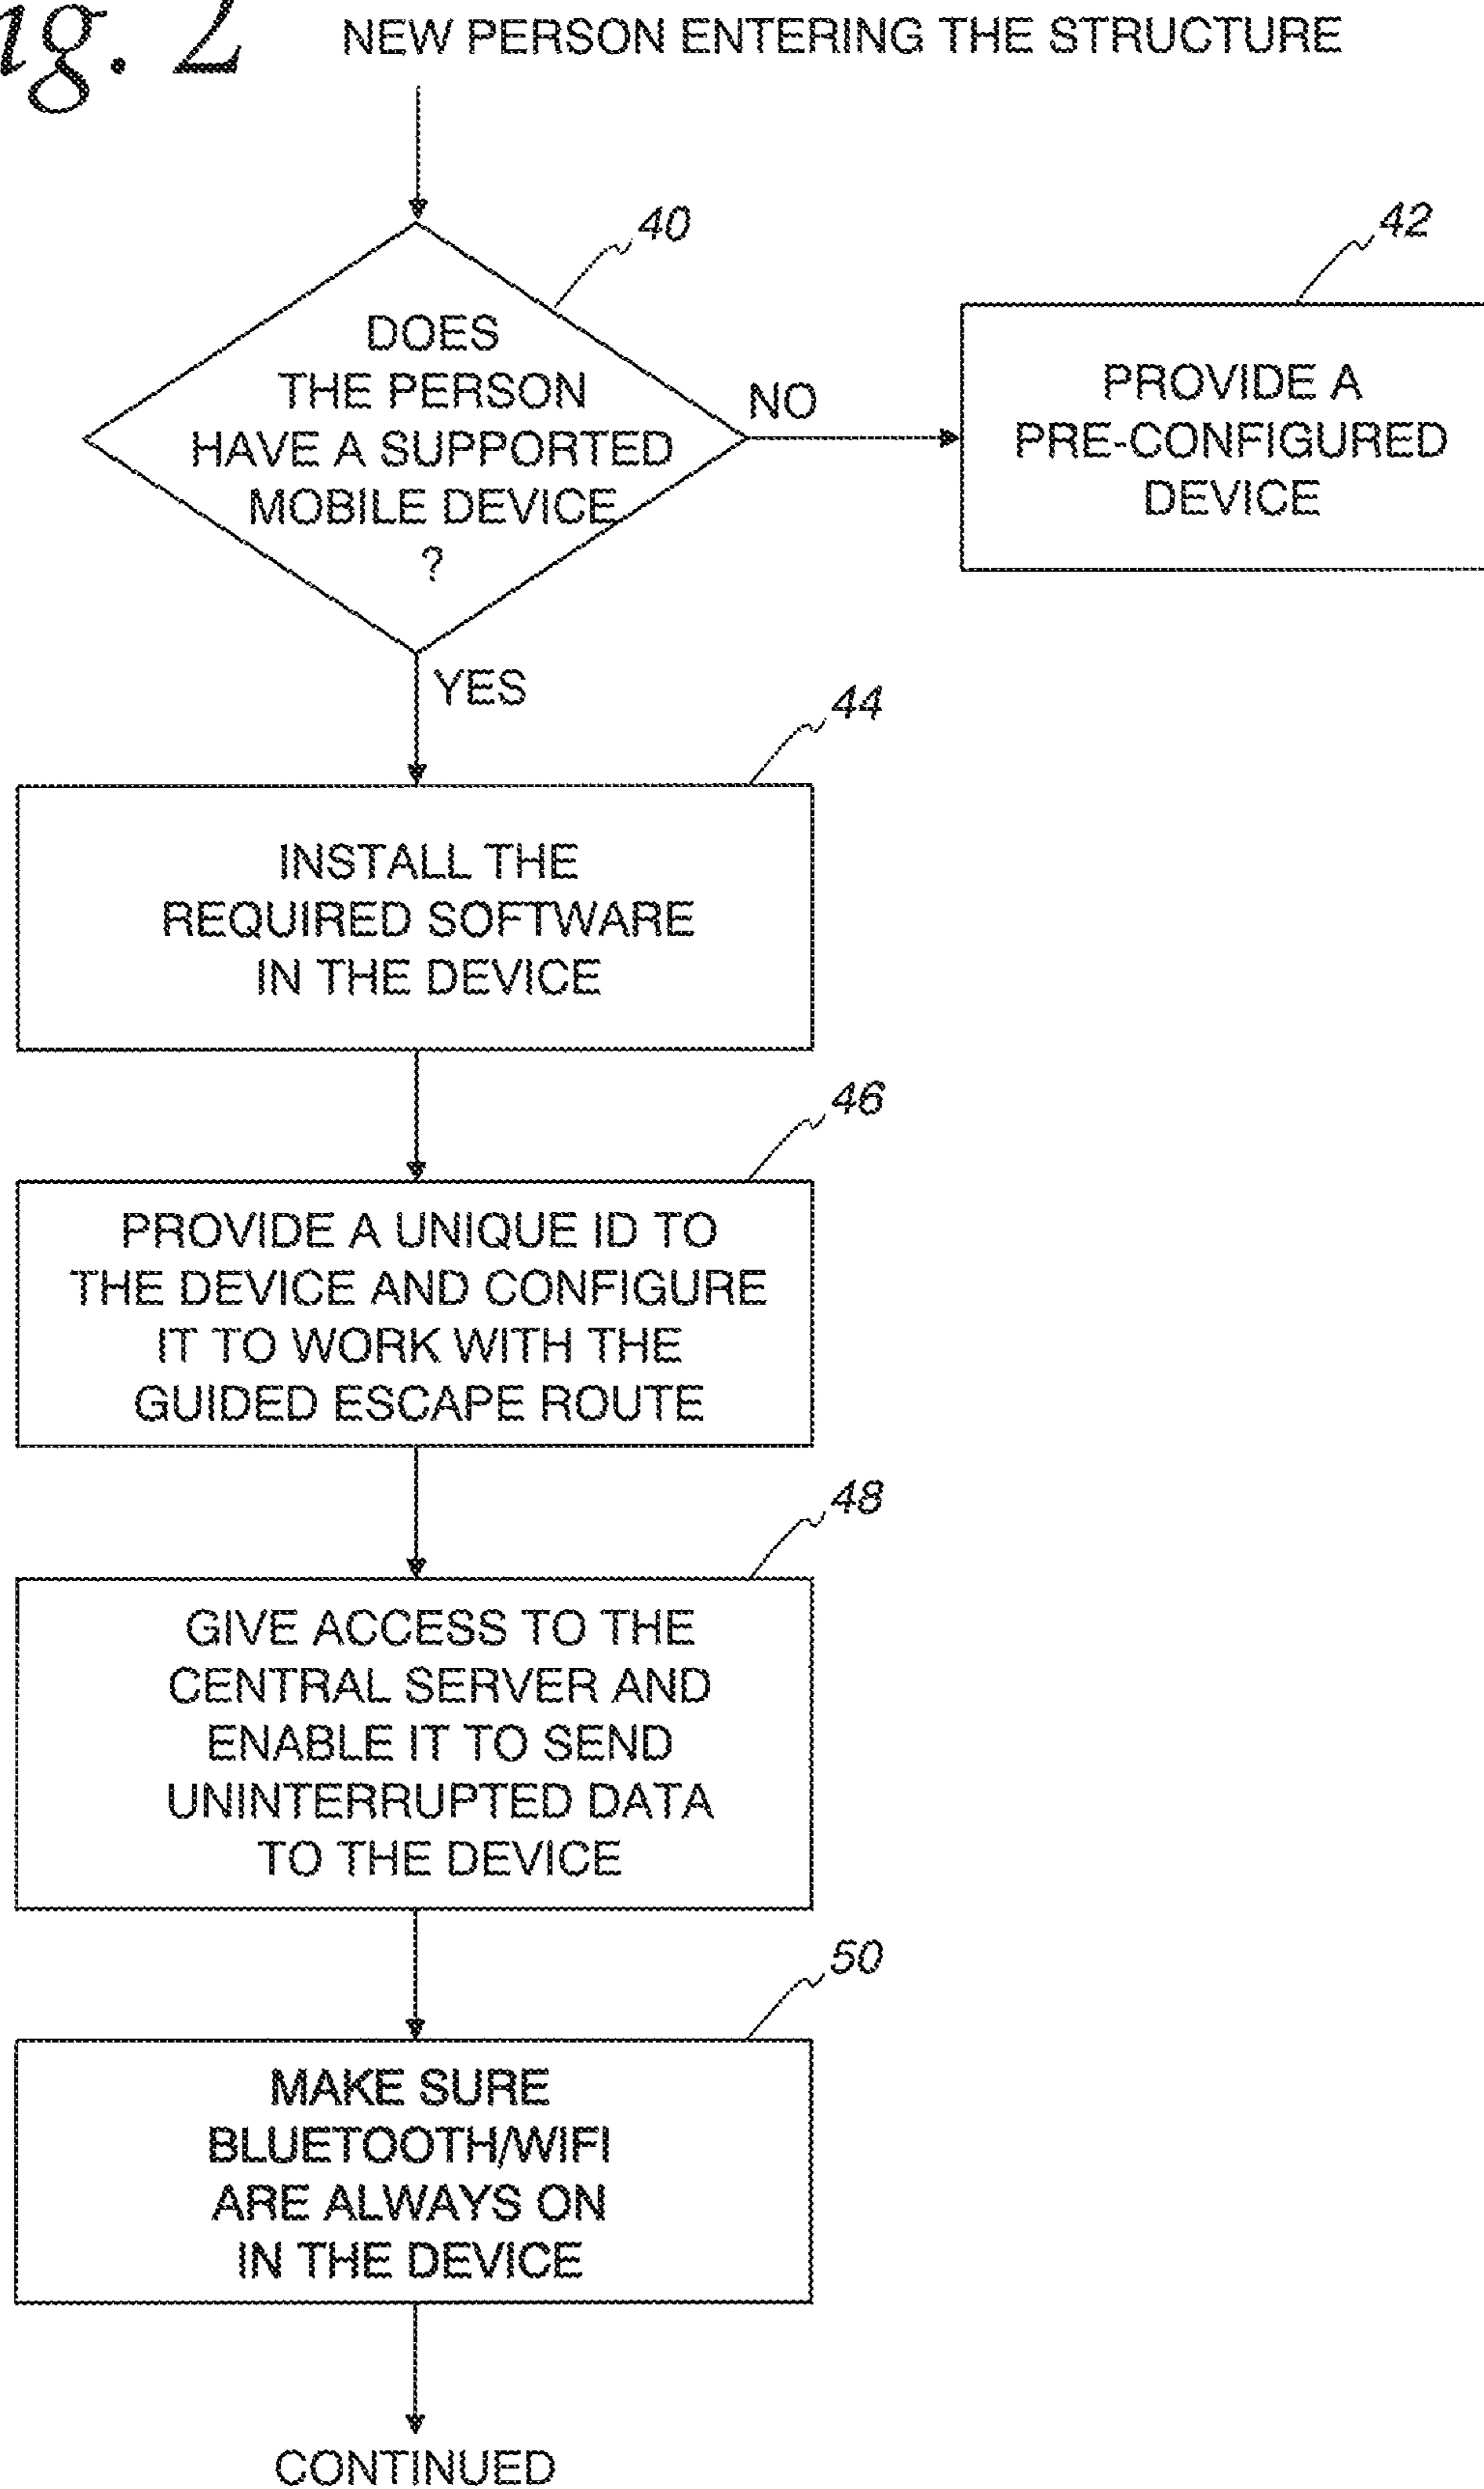 ig. 2
NEW PERSON ENTERING THE STRUCTURE
40
DOES
THE PERSON
HAVE A SUPPORTED
MOBILE DEVICE
?
NO
42
PROVIDE A
PRE-CONFIGURED
DEVICE
YES
44
INSTALL THE
REQUIRED SOFTWARE
IN THE DEVICE
46
PROVIDE A UNIQUE ID TO
THE DEVICE AND CONFIGURE
IT TO WORK WITH THE
GUIDED ESCAPE ROUTE
48
GIVE ACCESS TO THE
CENTRAL SERVER AND
ENABLE IT TO SEND
UNINTERRUPTED DATA
TO THE DEVICE
50
MAKE SURE
BLUETOOTH/WIFI
ARE ALWAYS ON
IN THE DEVICE
CONTINUED